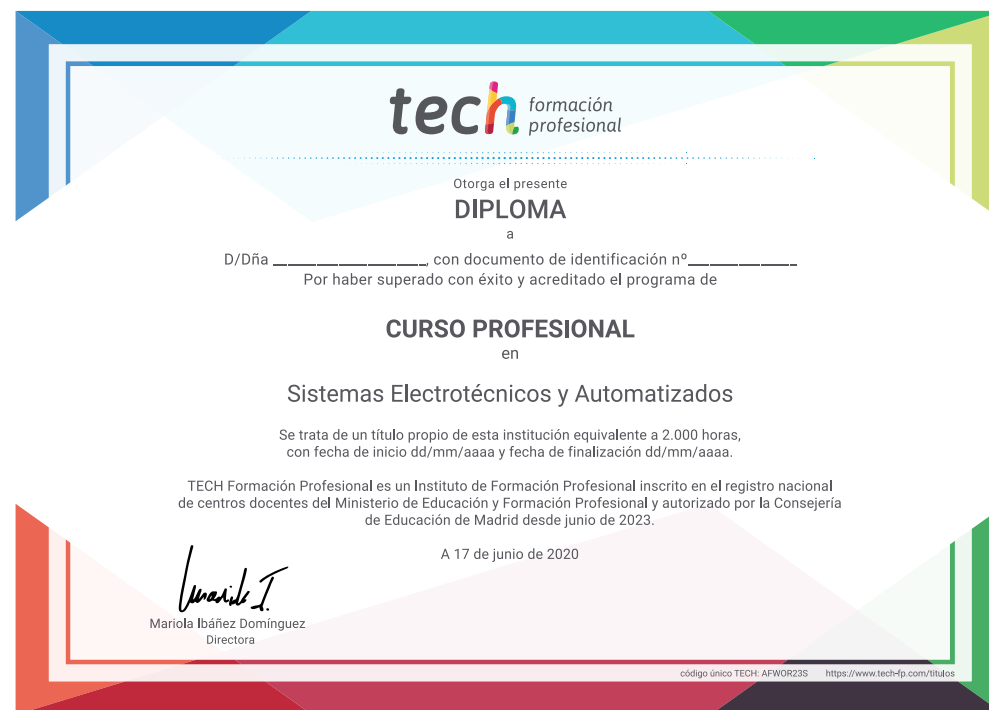 tech formación
profesional
Otorga el presente
DIPLOMA
a
D/Dña ____________________, con documento de identificación nº______________
Por haber superado con éxito y acreditado el programa de
CURSO PROFESIONAL
en
Sistemas Electrotécnicos y Automatizados
Se trata de un título propio de esta institución equivalente a 2.000 horas,
con fecha de inicio dd/mm/aaaa y fecha de finalización dd/mm/aaaa.
TECH Formación Profesional es un Instituto de Formación Profesional inscrito en el registro nacional
de centros docentes del Ministerio de Educación y Formación Profesional y autorizado por la Consejería
de Educación de Madrid desde junio de 2023.
A 17 de junio de 2020
Mariola Ibáñez Domínguez
Directora
código único TECH: AFWOR23S https://www.tech-fp.com/titulos